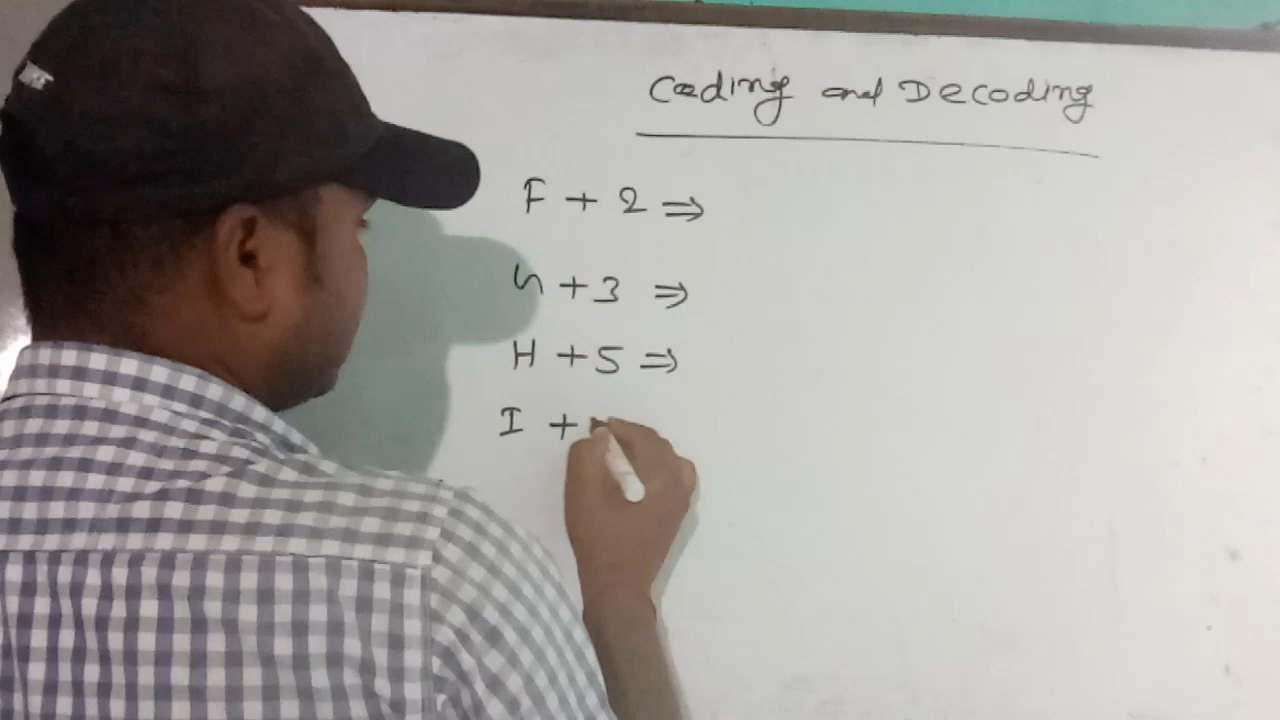 Coding and Decoding
F + 2 ⇒
G + 3 ⇒
H + 5 ⇒
I +